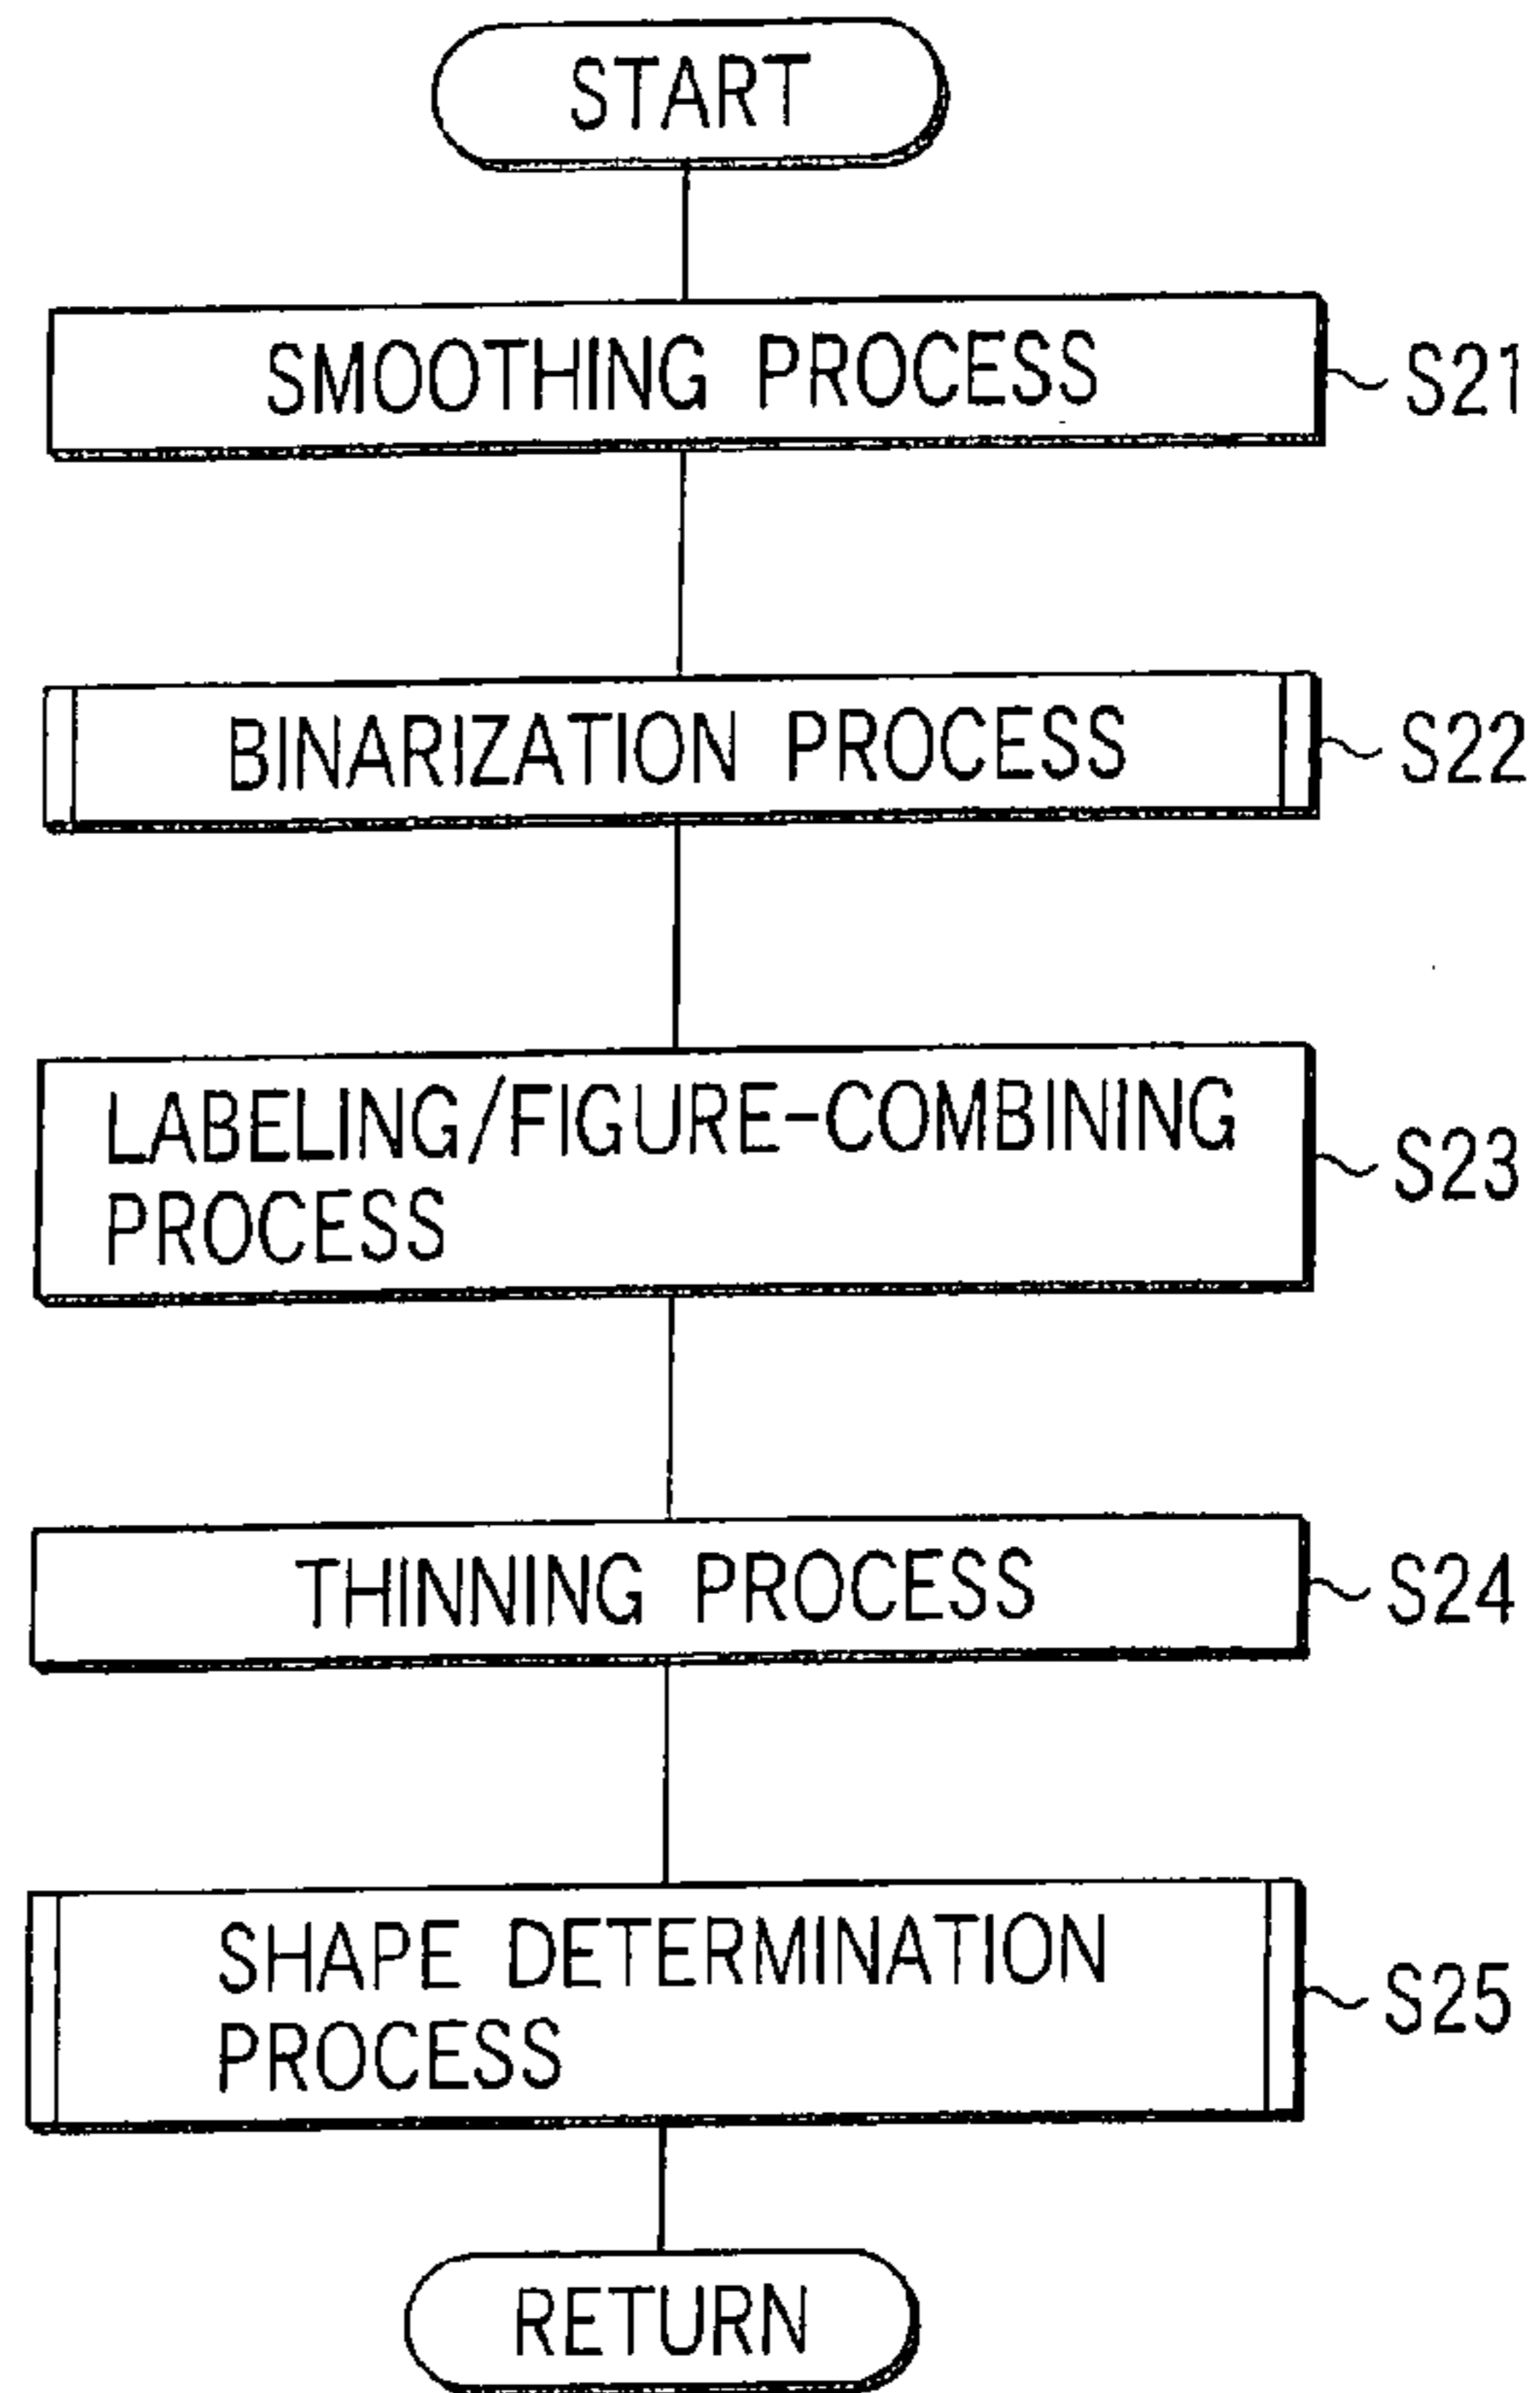 START
SMOOTHING PROCESS
S21
BINARIZATION PROCESS
S22
LABELING/FIGURE-COMBINING
PROCESS
S23
THINNING PROCESS
S24
SHAPE DETERMINATION
PROCESS
S25
RETURN